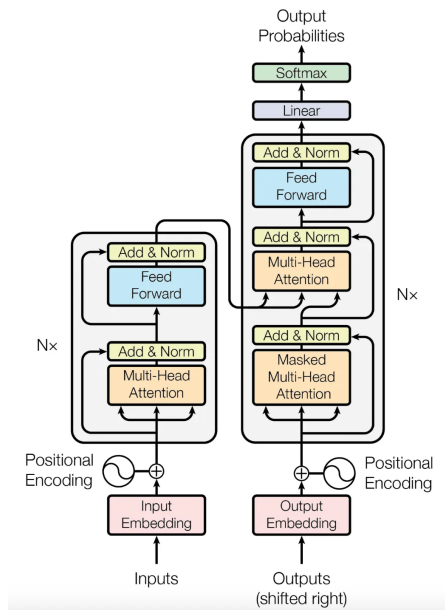 Output
Probabilities
Softmax
Linear
Add & Norm
Feed
Forward
Add & Norm
Multi-Head
Attention
Nx
Add & Norm
Masked
Multi-Head
Attention
Add & Norm
Feed
Forward
Nx
Add & Norm
Multi-Head
Attention
Positional
Encoding
Positional
Encoding
Input
Embedding
Output
Embedding
Inputs
Outputs
(shifted right)